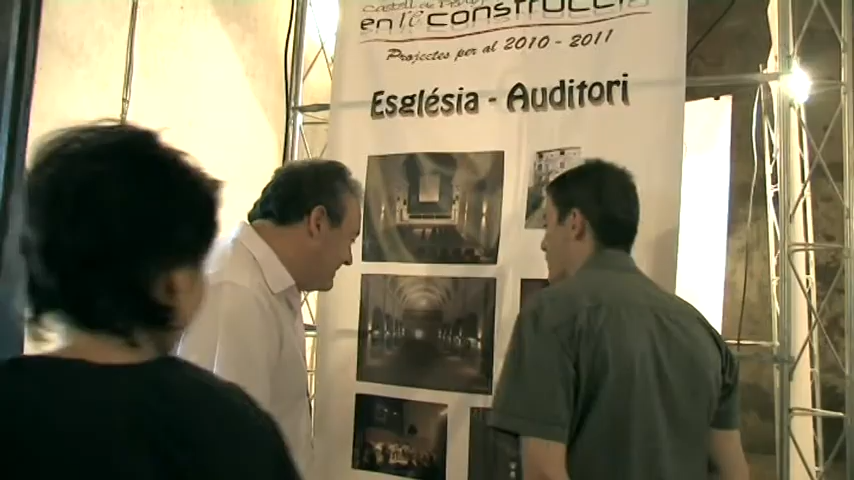 en l'e construcció
Projectes per al 2010 - 2011
Església - Auditori